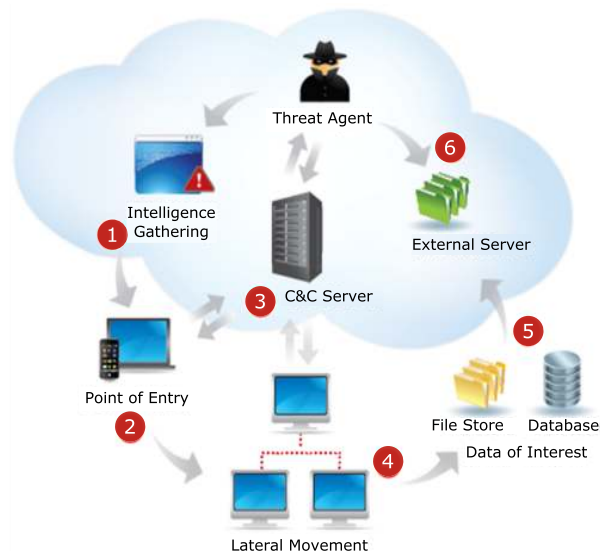 Threat Agent
6
Intelligence
Gathering
1
External Server
3
C&C Server
5
Point of Entry
2
File Store
Database
Data of Interest
4
Lateral Movement